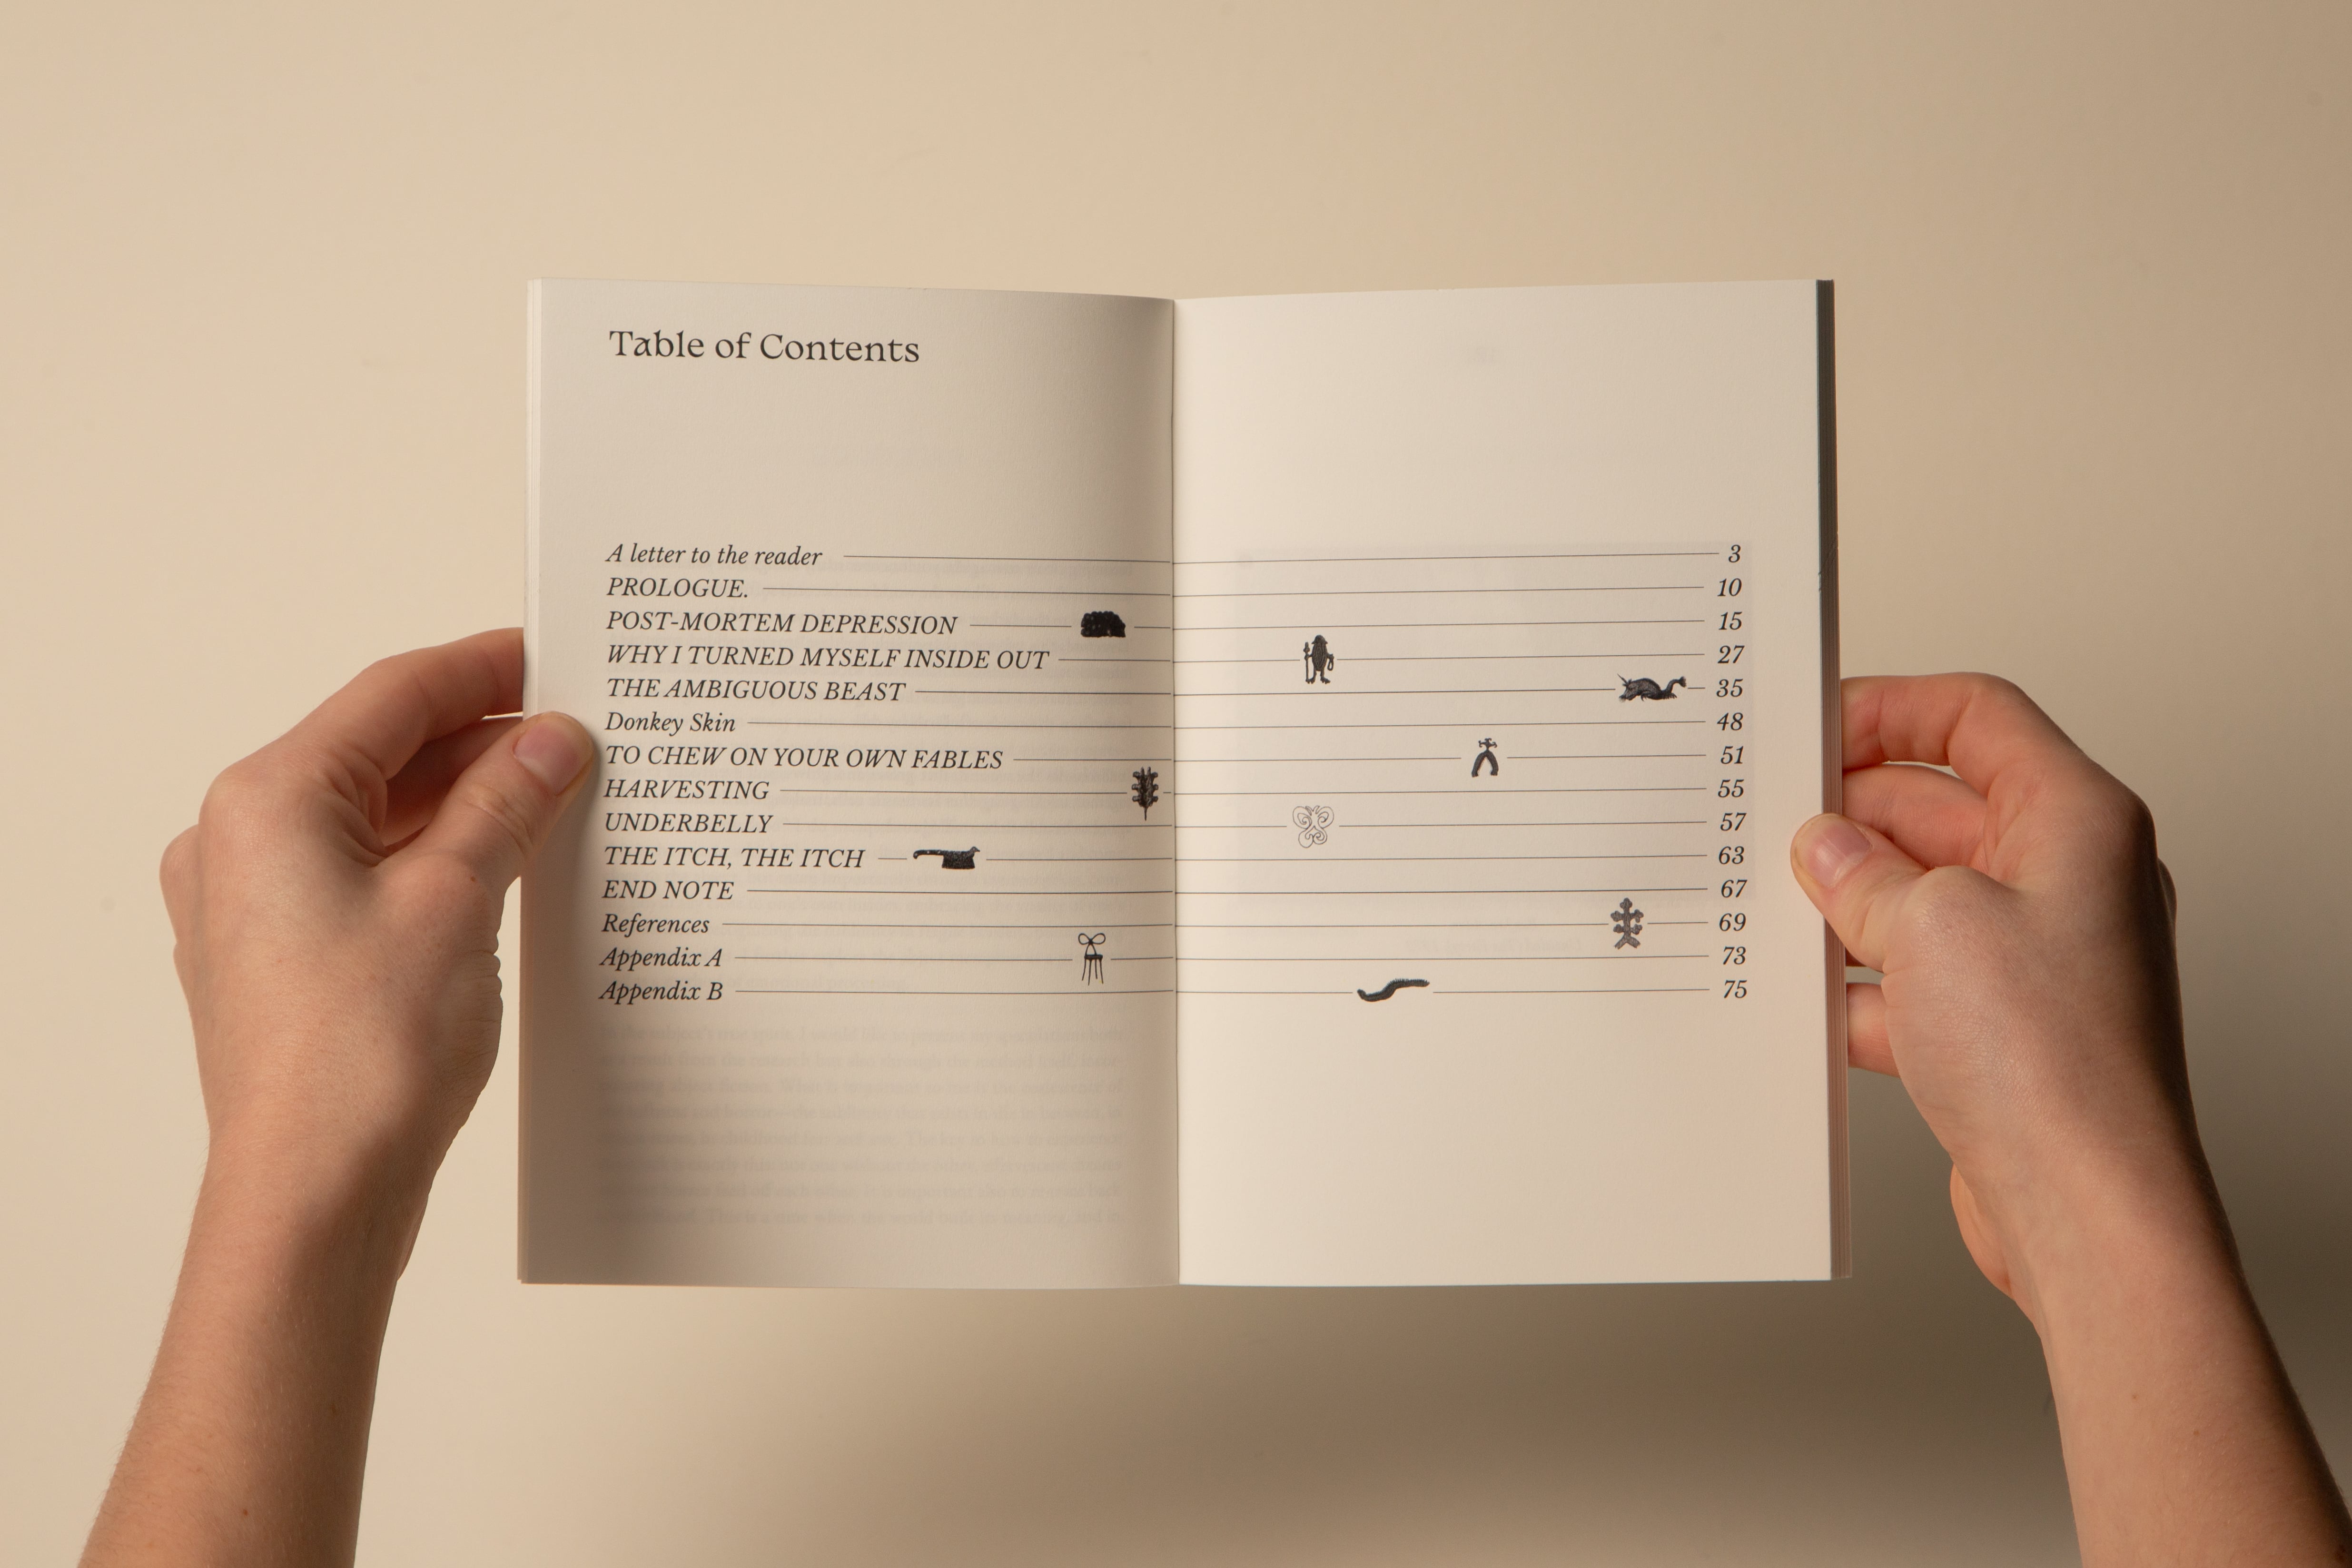 Table of Contents
A letter to the reader 3
PROLOGUE. 10
POST-MORTEM DEPRESSION 15
WHY I TURNED MYSELF INSIDE OUT 27
THE AMBIGUOUS BEAST 35
Donkey Skin 48
TO CHEW ON YOUR OWN FABLES 51
HARVESTING 55
UNDERBELLY 57
THE ITCH, THE ITCH 63
END NOTE 67
References 69
Appendix A 73
Appendix B 75